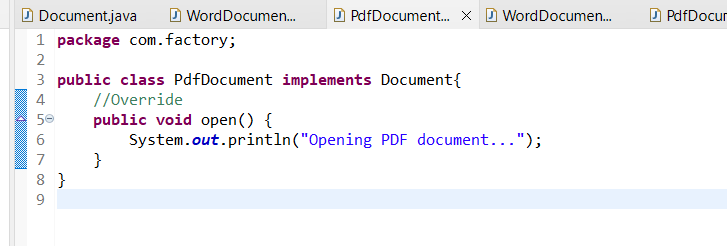 Document.java WordDocumen... PdfDocument... WordDocumen... PdfDocur
1 package com.factory;
2
3 public class PdfDocument implements Document{
4 //Override
5 public void open() {
6 System.out.println("Opening PDF document...");
7 }
8 }
9